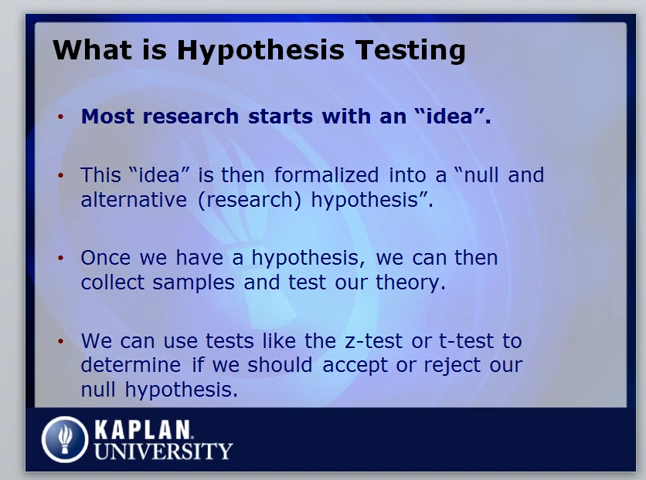 What is Hypothesis Testing
• Most research starts with an “idea”.
• This “idea” is then formalized into a “null and
alternative (research) hypothesis”.
• Once we have a hypothesis, we can then
collect samples and test our theory.
• We can use tests like the z-test or t-test to
determine if we should accept or reject our
null hypothesis.
KAPLAN
UNIVERSITY